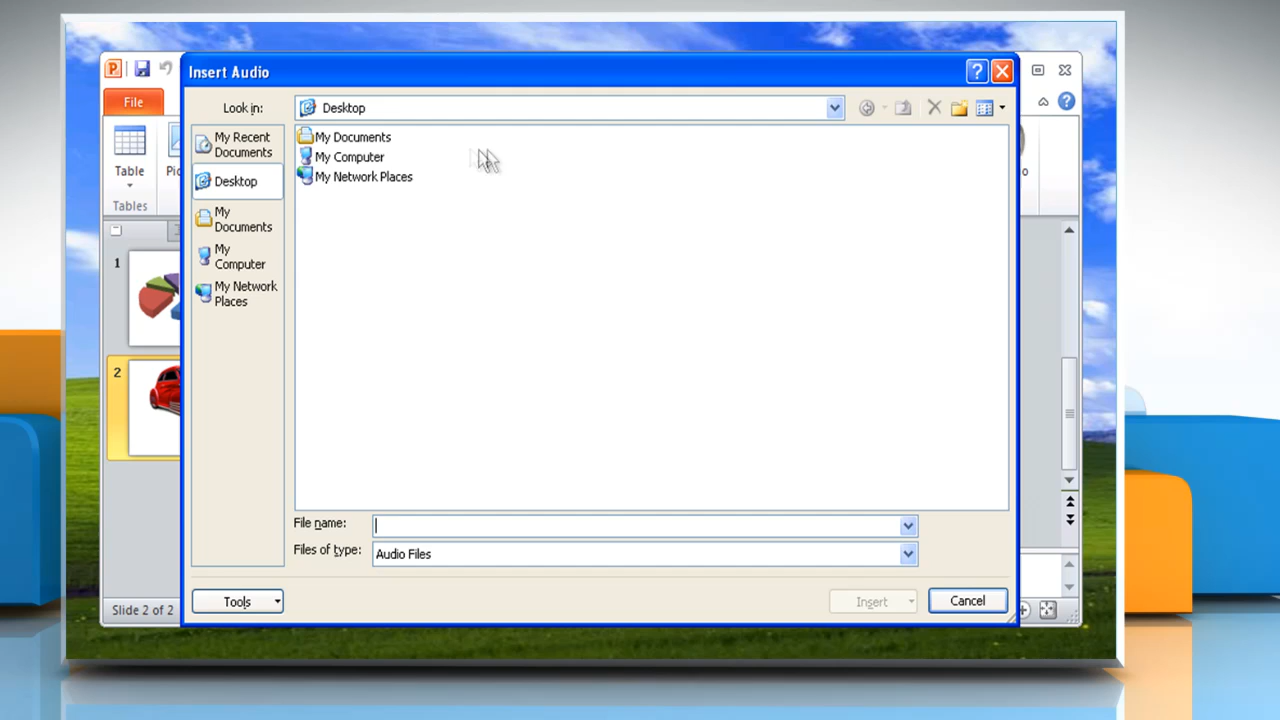 Insert Audio
File
Look in:
Desktop
Table
Tables
My Recent
Documents
Desktop
My
Documents
My
Computer
My Network
Places
My Documents
My Computer
My Network Places
1
2
File name:
Files of type:
Audio Files
Tools
Insert
Cancel
Slide 2 of 2